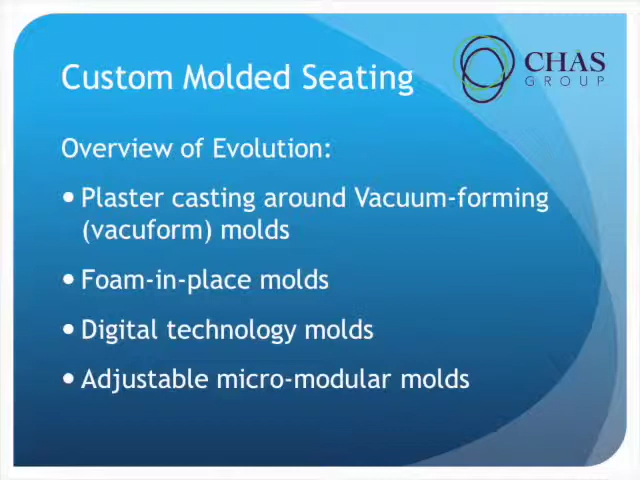 CHAS
GROUP
Custom Molded Seating
Overview of Evolution:
• Plaster casting around Vacuum-forming
(vacuform) molds
• Foam-in-place molds
• Digital technology molds
• Adjustable micro-modular molds